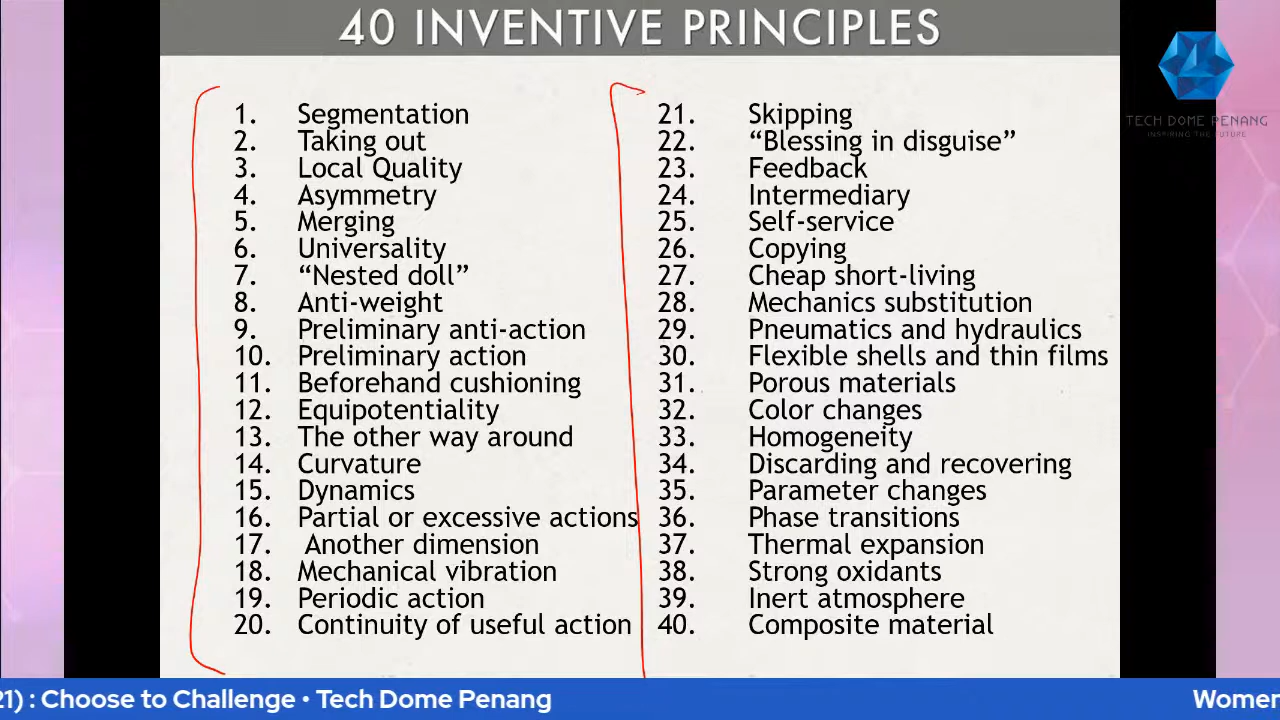 40 INVENTIVE PRINCIPLES
1. Segmentation
2. Taking out
3. Local Quality
4. Asymmetry
5. Merging
6. Universality
7. “Nested doll”
8. Anti-weight
9. Preliminary anti-action
10. Preliminary action
11. Beforehand cushioning
12. Equipotentiality
13. The other way around
14. Curvature
15. Dynamics
16. Partial or excessive actions
17. Another dimension
18. Mechanical vibration
19. Periodic action
20. Continuity of useful action
21. Skipping
22. “Blessing in disguise”
23. Feedback
24. Intermediary
25. Self-service
26. Copying
27. Cheap short-living
28. Mechanics substitution
29. Pneumatics and hydraulics
30. Flexible shells and thin films
31. Porous materials
32. Color changes
33. Homogeneity
34. Discarding and recovering
35. Parameter changes
36. Phase transitions
37. Thermal expansion
38. Strong oxidants
39. Inert atmosphere
40. Composite material
TECH DOME PENANG
INSPIRING THE FUTURE
21) : Choose to Challenge • Tech Dome Penang Women